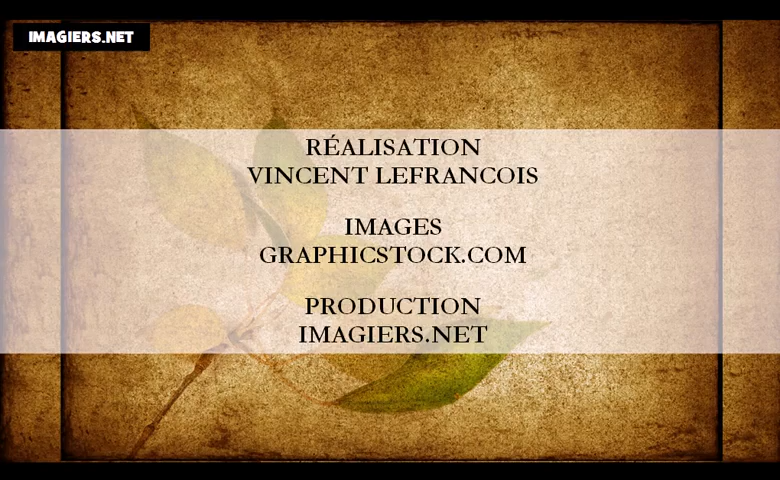 IMAGIERS.NET
RÉALISATION
VINCENT LEFRANCOIS
IMAGES
GRAPHICSTOCK.COM
PRODUCTION
IMAGIERS.NET